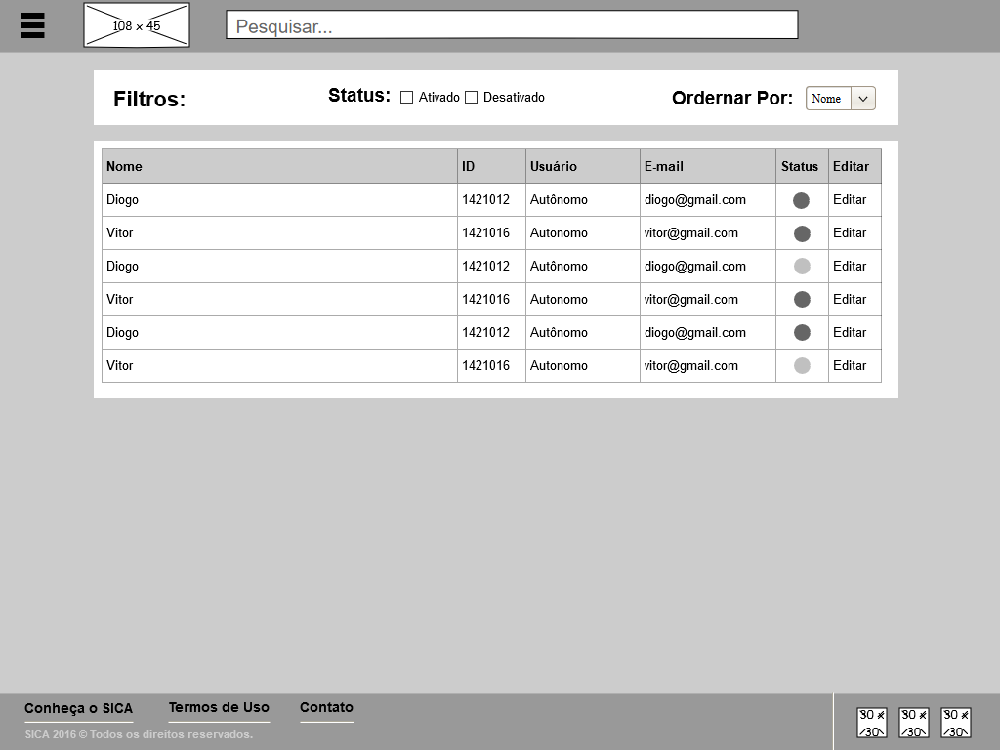 108 x 45
Pesquisar...
Filtros: Status: Ativado Desativado Ordernar Por: Nome
Nome ID Usuário E-mail Status Editar
Diogo 1421012 Autônomo diogo@gmail.com Editar
Vitor 1421016 Autonomo vitor@gmail.com Editar
Diogo 1421012 Autônomo diogo@gmail.com Editar
Vitor 1421016 Autonomo vitor@gmail.com Editar
Diogo 1421012 Autônomo diogo@gmail.com Editar
Vitor 1421016 Autonomo vitor@gmail.com Editar
Conheça o SICA Termos de Uso Contato
SICA 2016 © Todos os direitos reservados.
30 x 30 x 30 x
30 30 30